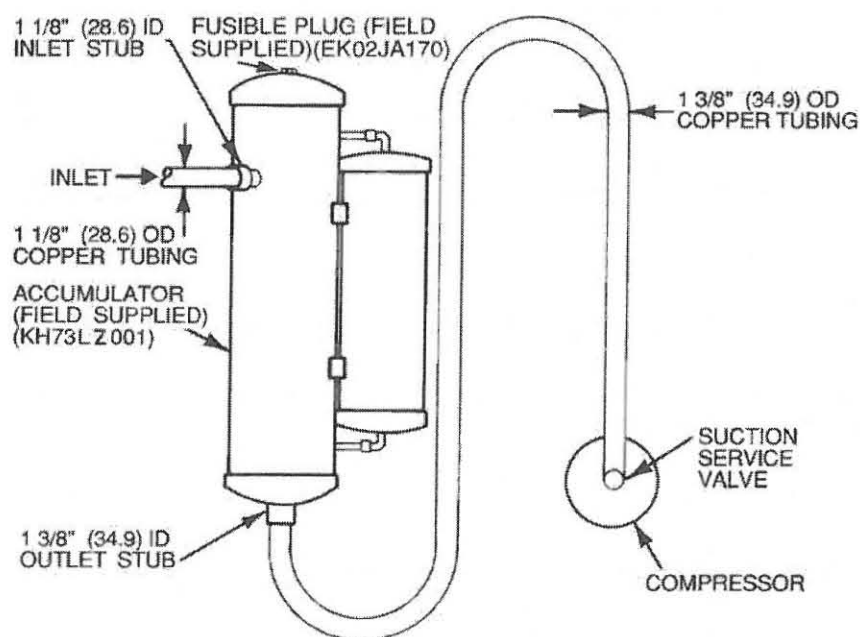 1 1/8" (28.6) ID
INLET STUB
FUSIBLE PLUG (FIELD
SUPPLIED)(EK02JA170)
1 3/8" (34.9) OD
COPPER TUBING
INLET
1 1/8" (28.6) OD
COPPER TUBING
ACCUMULATOR
(FIELD SUPPLIED)
(KH73LZ001)
SUCTION
SERVICE
VALVE
1 3/8" (34.9) ID
OUTLET STUB
COMPRESSOR